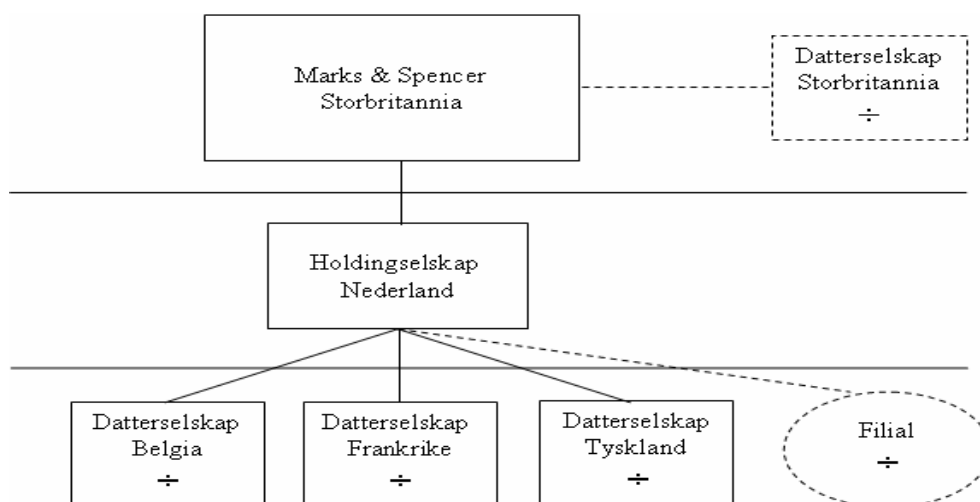 Marks & Spencer
Storbritannia
Datterselskap
Storbritannia
÷
Holdingselskap
Nederland
Datterselskap
Belgia
÷
Datterselskap
Frankrike
÷
Datterselskap
Tyskland
÷
Filial
÷